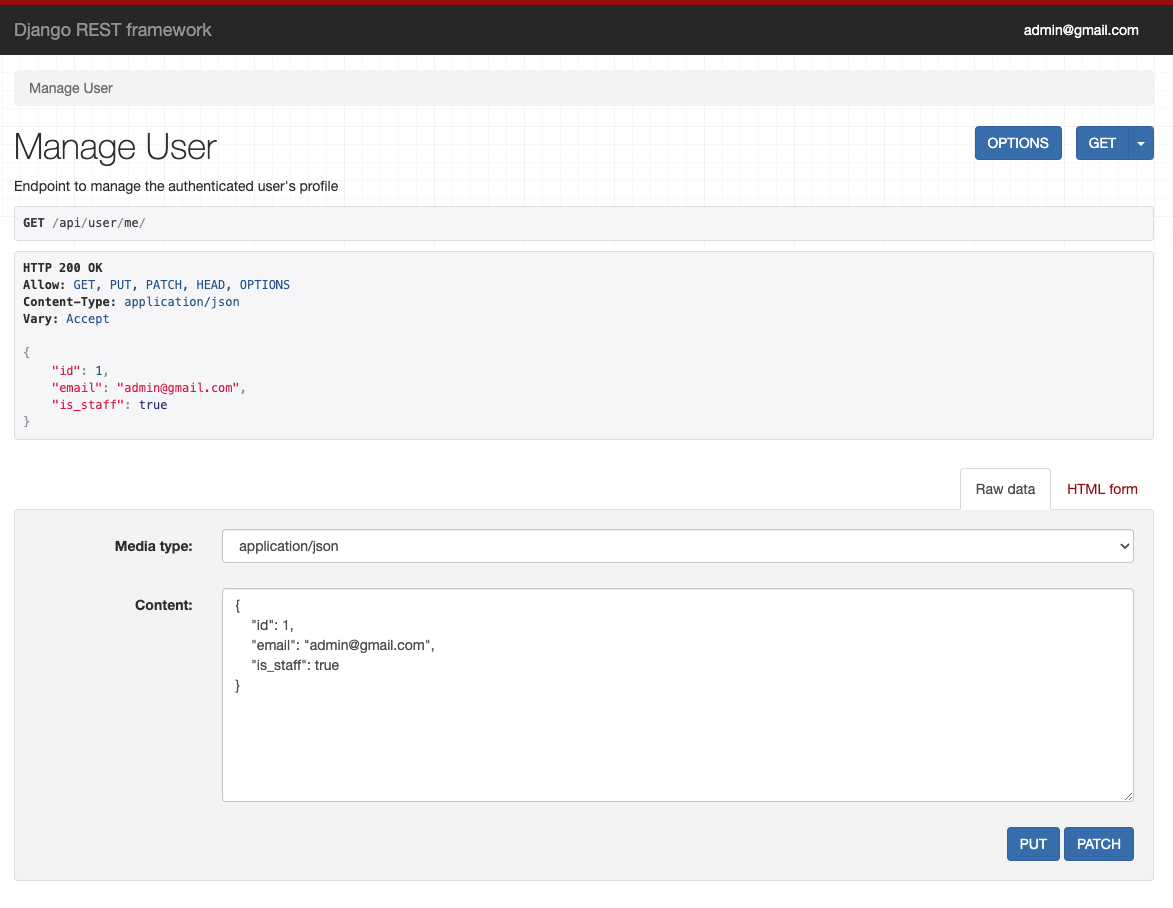 Django REST framework
admin@gmail.com
Manage User
Manage User
OPTIONS
GET
Endpoint to manage the authenticated user's profile
GET /api/user/me/
HTTP 200 OK
Allow: GET, PUT, PATCH, HEAD, OPTIONS
Content-Type: application/json
Vary: Accept
{
"id": 1,
"email": "admin@gmail.com",
"is_staff": true
}
Raw data
HTML form
Media type:
application/json
Content:
{
"id": 1,
"email": "admin@gmail.com",
"is_staff": true
}
PUT
PATCH